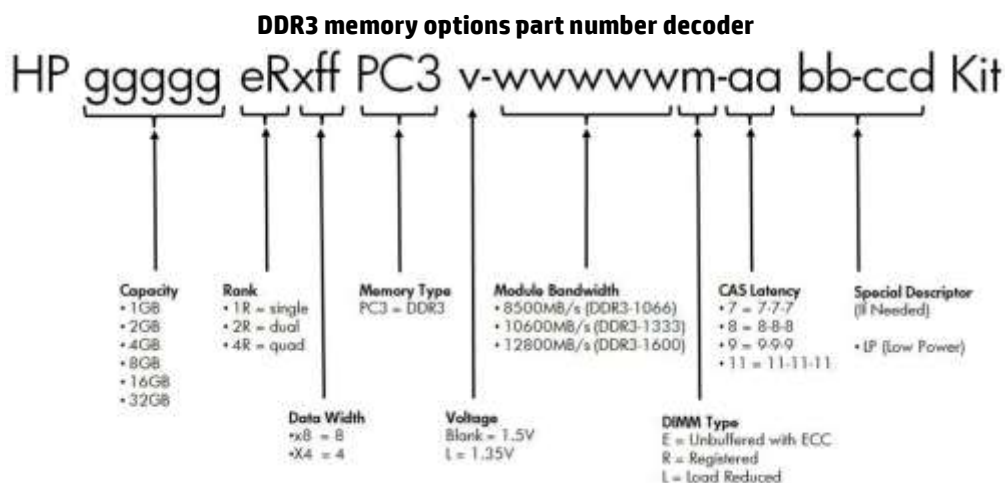 DDR3 memory options part number decoder
HP ggggg eRxff PC3 v-wwwwwm-aa bb-ccd Kit
Capacity
• 1GB
• 2GB
• 4GB
• 8GB
• 16GB
• 32GB
Rank
• 1R = single
• 2R = dual
• 4R = quad
Memory Type
PC3 = DDR3
Module Bandwidth
• 8500MB/s (DDR3-1066)
• 10600MB/s (DDR3-1333)
• 12800MB/s (DDR3-1600)
CAS Latency
• 7 = 7-7-7
• 8 = 8-8-8
• 9 = 9-9-9
• 11 = 11-11-11
Special Descriptor
(If Needed)
• LP (Low Power)
Data Width
•x8 = 8
•X4 = 4
Voltage
Blank = 1.5V
L = 1.35V
DIMM Type
E = Unbuffered with ECC
R = Registered
L = Load Reduced